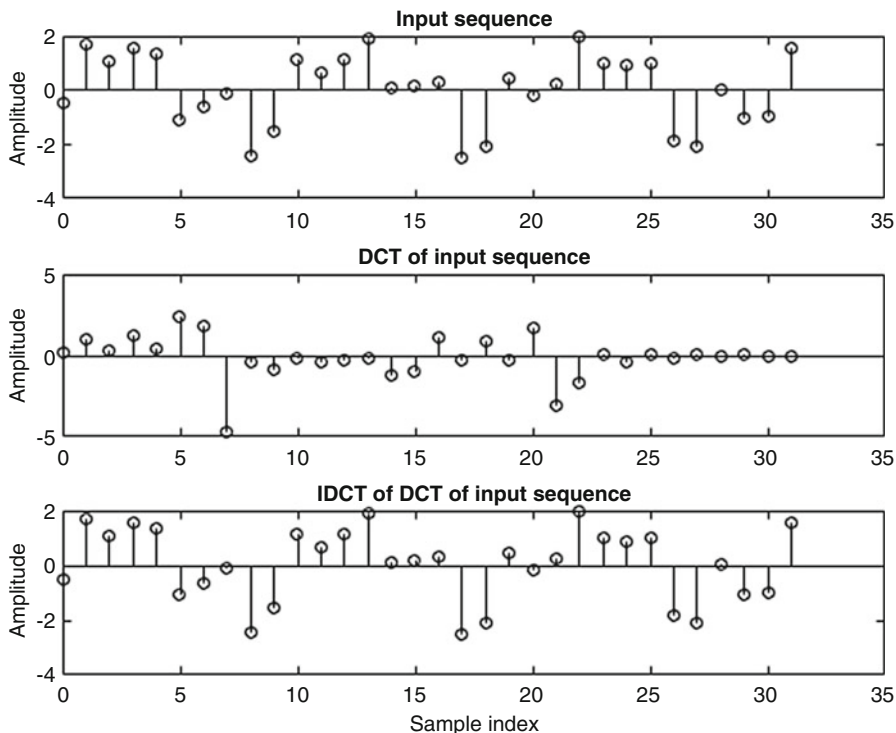 Input sequence
2
0
-2
-4
Amplitude
0 5 10 15 20 25 30 35
DCT of input sequence
5
0
-5
Amplitude
0 5 10 15 20 25 30 35
IDCT of DCT of input sequence
2
0
-2
-4
Amplitude
0 5 10 15 20 25 30 35
Sample index